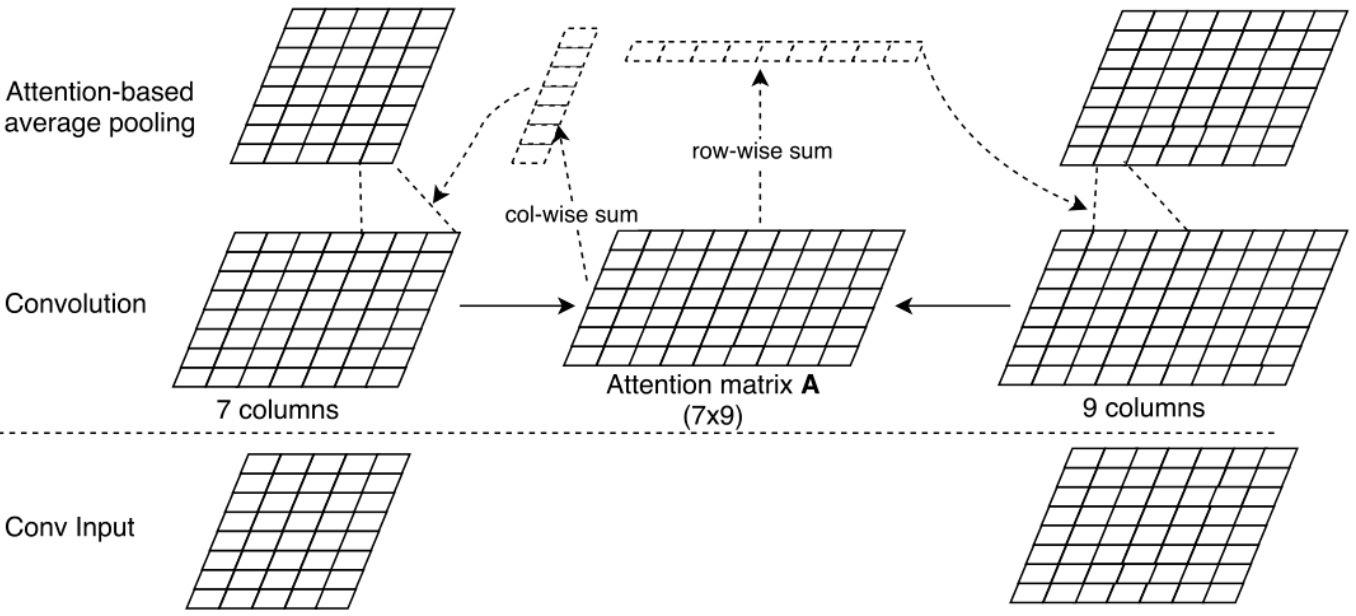 Attention-based
average pooling
row-wise sum
col-wise sum
Convolution
Attention matrix A
(7x9)
7 columns
9 columns
Conv Input